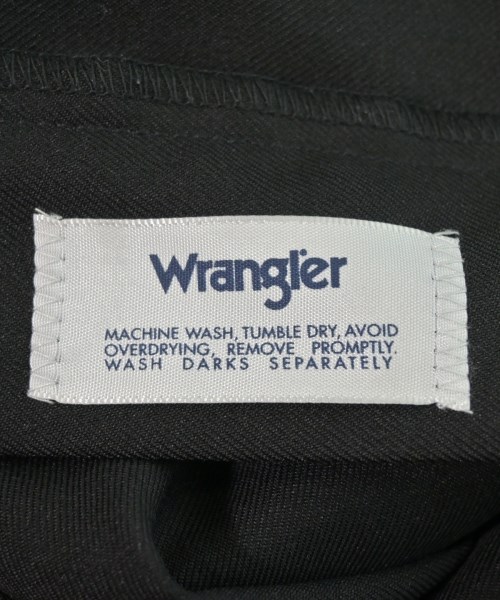 Wrangler
MACHINE WASH, TUMBLE DRY, AVOID
OVERDRYING, REMOVE PROMPTLY.
WASH DARKS SEPARATELY